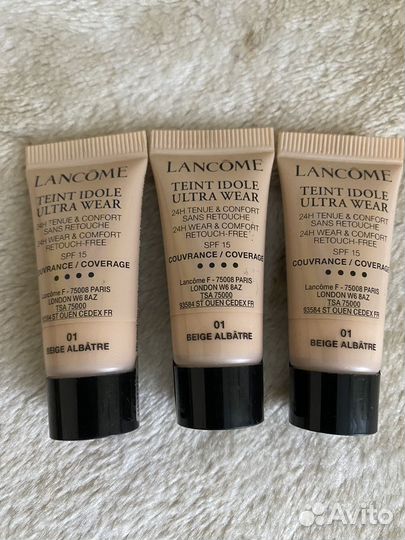 LANCÔME
TEINT IDOLE
ULTRA WEAR
24H TENUE & CONFORT
SANS RETOUCHE
24H WEAR & COMFORT
RETOUCH-FREE
SPF 15
COUVRANCE / COVERAGE
Lancôme F - 75008 PARIS
LONDON W6 8AZ
TSA 75000
93584 ST OUEN CEDEX FR
01
BEIGE ALBÂTRE
LANCÔME
TEINT IDOLE
ULTRA WEAR
24H TENUE & CONFORT
SANS RETOUCHE
24H WEAR & COMFORT
RETOUCH-FREE
SPF 15
COUVRANCE / COVERAGE
Lancôme F - 75008 PARIS
LONDON W6 8AZ
TSA 75000
93584 ST OUEN CEDEX FR
01
BEIGE ALBÂTRE
LANCÔME
TEINT IDOLE
ULTRA WEAR
24H TENUE & CONFORT
SANS RETOUCHE
24H WEAR & COMFORT
RETOUCH-FREE
SPF 15
COUVRANCE / COVERAGE
Lancôme F - 75008 PARIS
LONDON W6 8AZ
TSA 75000
93584 ST OUEN CEDEX FR
01
BEIGE ALBÂTRE
Avito